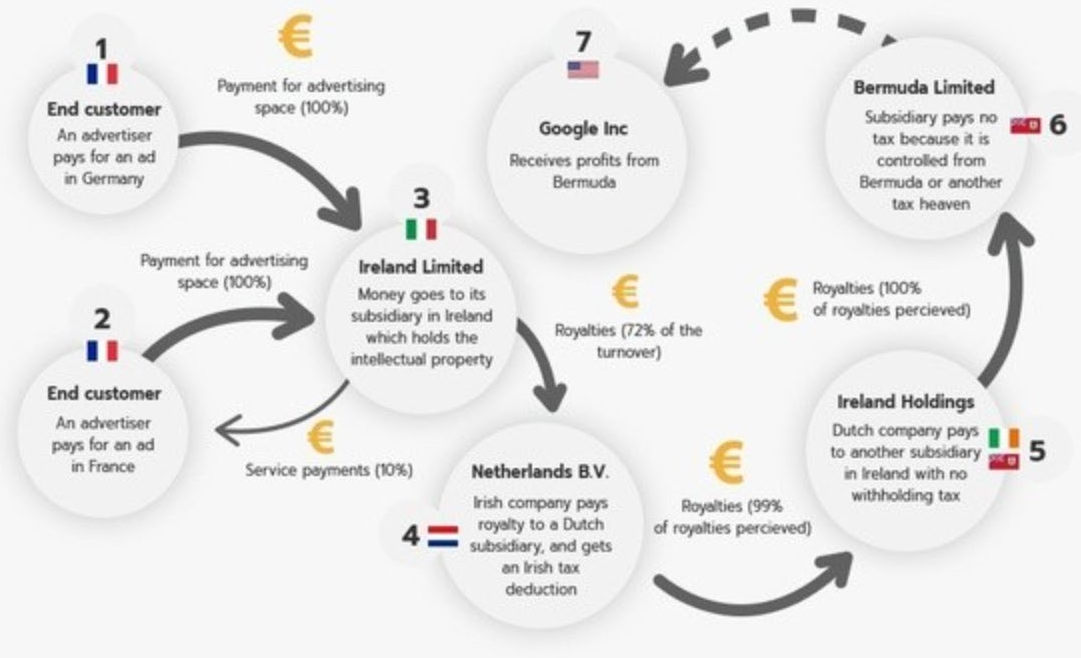 1
End customer
An advertiser
pays for an ad
in Germany
€
Payment for advertising
space (100%)
2
End customer
An advertiser
pays for an ad
in France
Payment for advertising
space (100%)
3
Ireland Limited
Money goes to its
subsidiary in Ireland
which holds the
intellectual property
€
Service payments (10%)
€
Royalties (72% of the
turnover)
4
Netherlands B.V.
Irish company pays
royalty to a Dutch
subsidiary, and gets
an Irish tax
deduction
€
Royalties (99%
of royalties percieved)
5
Ireland Holdings
Dutch company pays
to another subsidiary
in Ireland with no
withholding tax
€
Royalties (100%
of royalties percieved)
6
Bermuda Limited
Subsidiary pays no
tax because it is
controlled from
Bermuda or another
tax heaven
7
Google Inc
Receives profits from
Bermuda